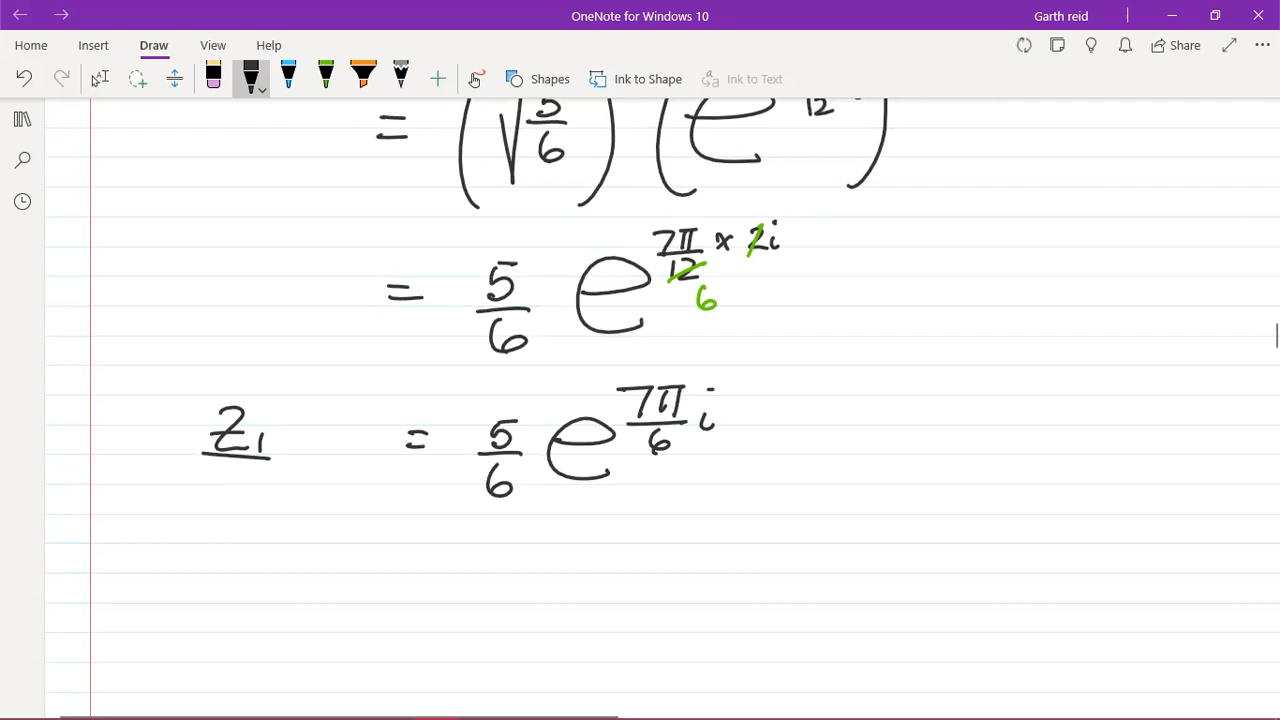 OneNote for Windows 10
Garth reid
Home Insert Draw View Help
Share
Shapes
Ink to Shape
Ink to Text
= (√5/6) (e 12
= 5/6 e^(7π/12 × 2i)
6
Z₁ = 5/6 e^(7π/6 i)